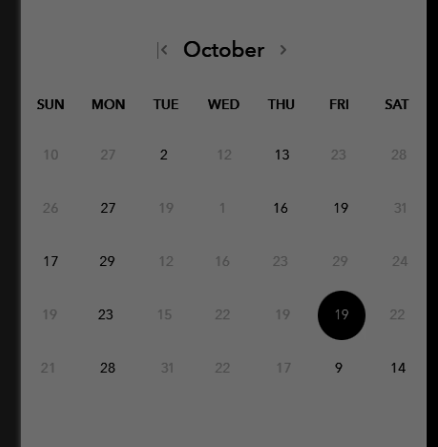 October
SUN MON TUE WED THU FRI SAT
10 27 2 12 13 23 28
26 27 19 1 16 19 31
17 29 12 16 23 29 24
19 23 15 22 19 19 22
21 28 31 22 17 9 14